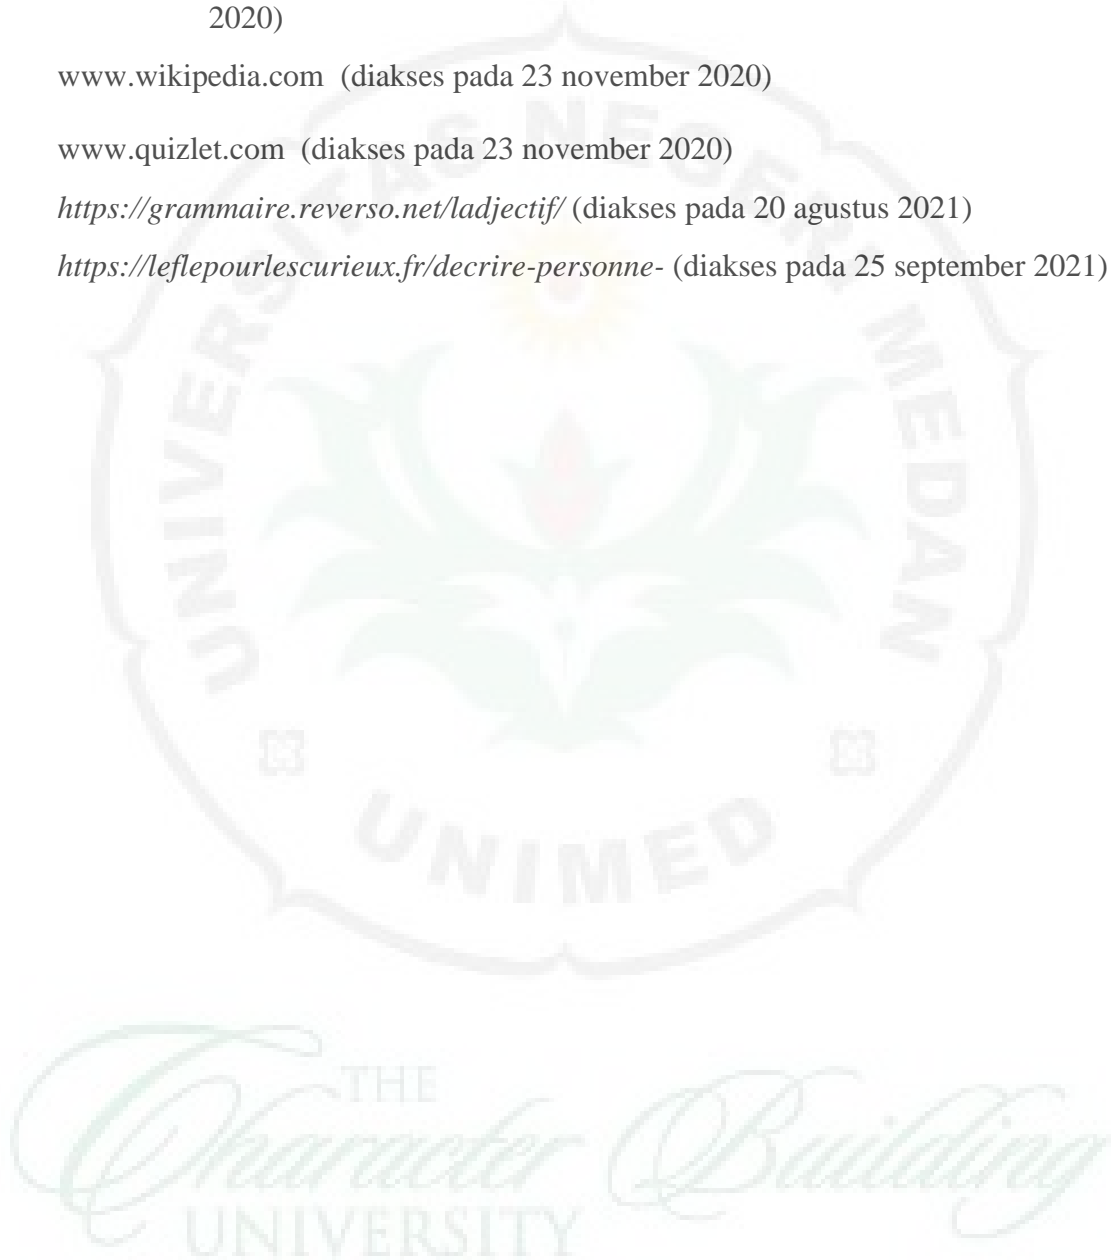 2020)
www.wikipedia.com (diakses pada 23 november 2020)
www.quizlet.com (diakses pada 23 november 2020)
https://grammaire.reverso.net/ladjectif/ (diakses pada 20 agustus 2021)
https://leflepourlescurieux.fr/decrire-personne- (diakses pada 25 september 2021)
UNIVERSITAS NEGERI MEDAN
UNIMED
THE
Character Building
UNIVERSITY